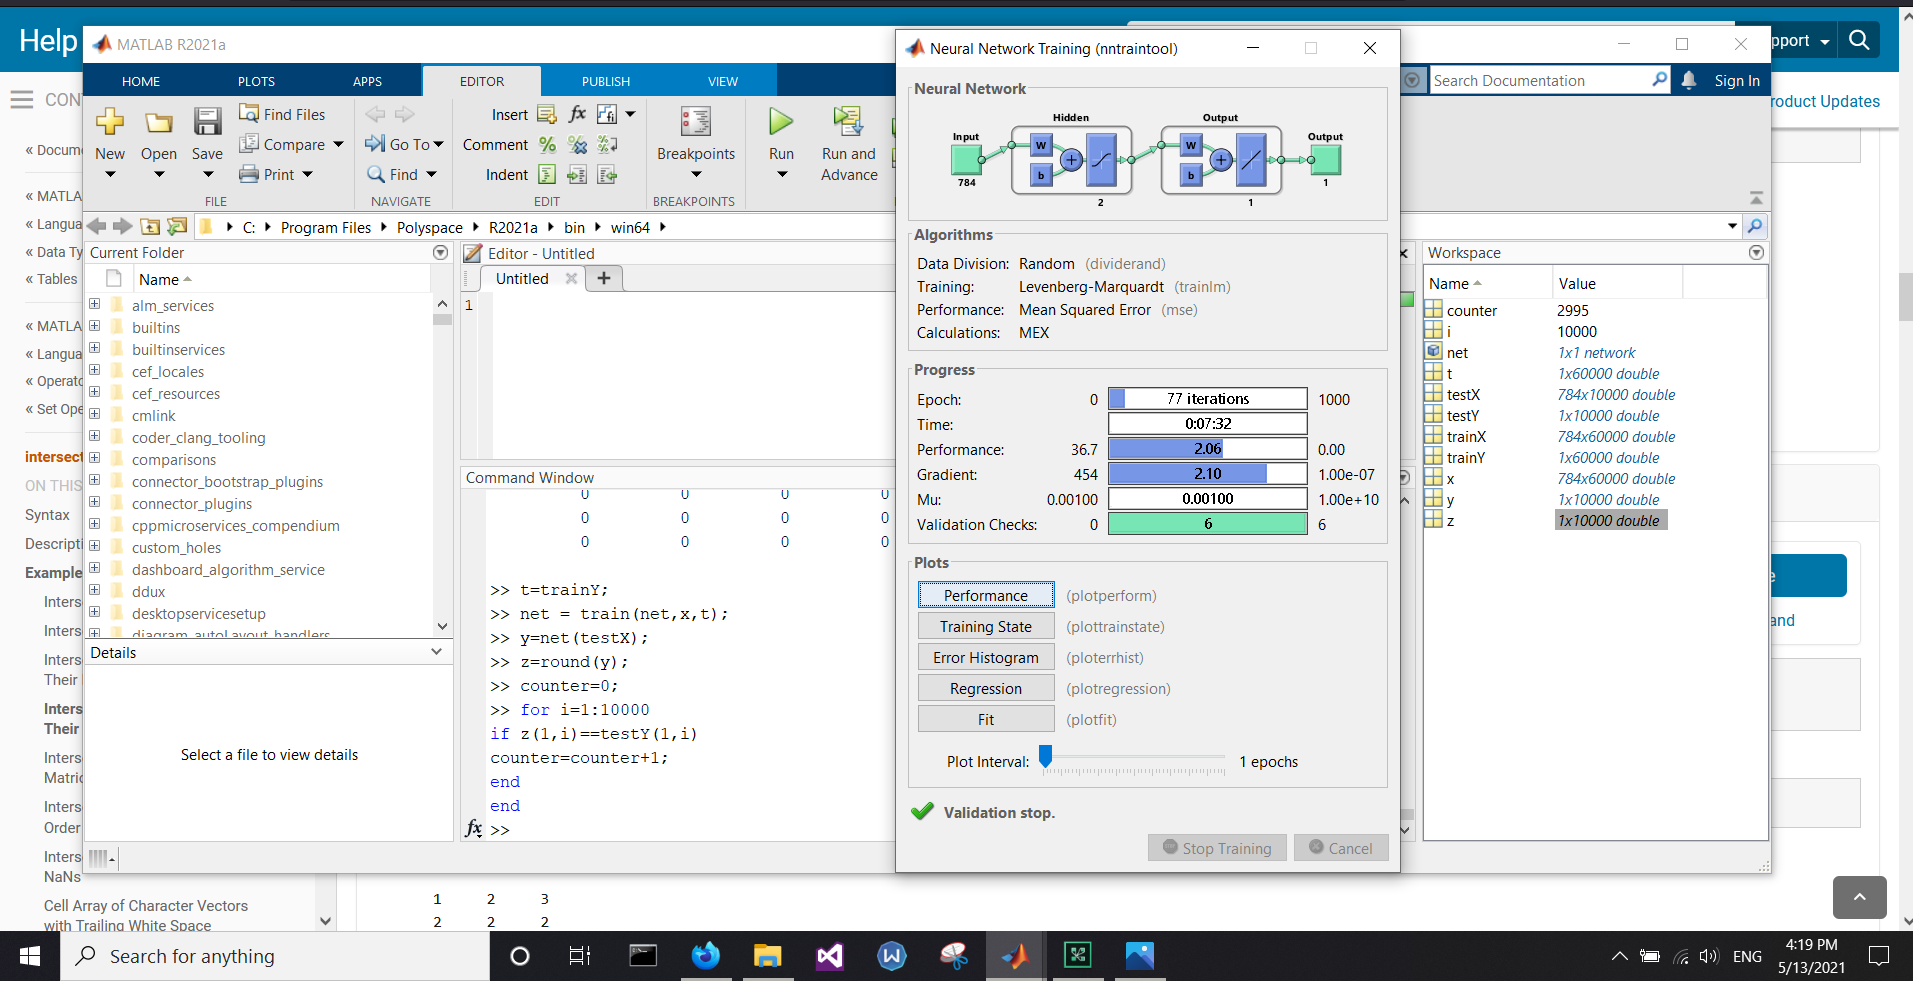 Help
CON
« Docum
« MATLA
« Langua
« Data Ty
« Tables
« MATLA
« Langua
« Operato
« Set Ope
intersect
ON THIS
Syntax
Descripti
Example
Inters
Inters
Inters
Their
Inters
Their
Inters
Matric
Inters
Order
Inters
NaNs
Cell Array of Character Vectors
with Trailing White Space
1 2 3
2 2 2
pport
roduct Updates
e
and
MATLAB R2021a
HOME PLOTS APPS EDITOR PUBLISH VIEW
Search Documentation
Sign In
New Open Save
Find Files
Compare
Print
FILE
Go To
Find
NAVIGATE
Insert fx
Comment
Indent
EDIT
Breakpoints
BREAKPOINTS
Run
Run and
Advance
C: Program Files Polyspace R2021a bin win64
Current Folder
Name
alm_services
builtins
builtinservices
cef_locales
cef_resources
cmlink
coder_clang_tooling
comparisons
connector_bootstrap_plugins
connector_plugins
cppmicroservices_compendium
custom_holes
dashboard_algorithm_service
ddux
desktopservicesetup
diagram_autoLayout_handlers
Details
Select a file to view details
Editor - Untitled
Untitled
1
Command Window
0 0 0
0 0 0
0 0 0
>> t=trainY;
>> net = train(net,x,t);
>> y=net(testX);
>> z=round(y);
>> counter=0;
>> for i=1:10000
if z(1,i)==testY(1,i)
counter=counter+1;
end
end
fx >>
Neural Network Training (nntraintool)
Neural Network
Hidden Output
Input Output
W W
b b
784 1
2 1
Algorithms
Data Division: Random (dividerand)
Training: Levenberg-Marquardt (trainlm)
Performance: Mean Squared Error (mse)
Calculations: MEX
Progress
Epoch: 0 77 iterations 1000
Time: 0:07:32
Performance: 36.7 2.06 0.00
Gradient: 454 2.10 1.00e-07
Mu: 0.00100 0.00100 1.00e+10
Validation Checks: 0 6 6
Plots
Performance (plotperform)
Training State (plottrainstate)
Error Histogram (ploterrhist)
Regression (plotregression)
Fit (plotfit)
Plot Interval: 1 epochs
Validation stop.
Stop Training Cancel
Workspace
Name Value
counter 2995
i 10000
net 1x1 network
t 1x60000 double
testX 784x10000 double
testY 1x10000 double
trainX 784x60000 double
trainY 1x60000 double
x 784x60000 double
y 1x10000 double
z 1x10000 double
Search for anything
ENG
4:19 PM
5/13/2021